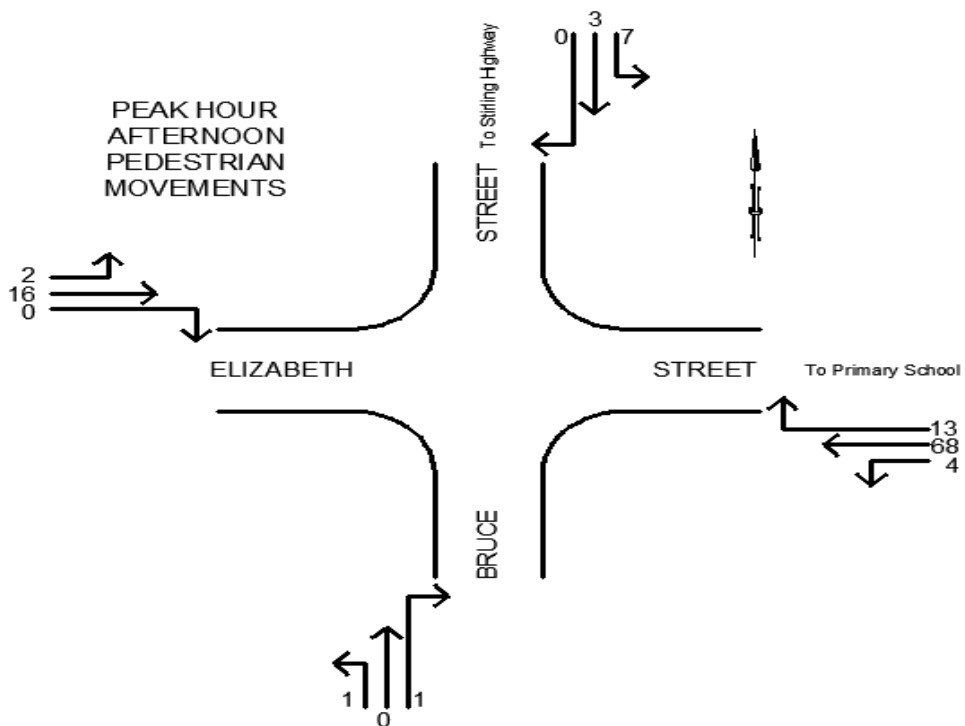 0 3 7
To Stirling Highway
STREET
PEAK HOUR
AFTERNOON
PEDESTRIAN
MOVEMENTS
2
16
0
ELIZABETH STREET To Primary School
13
68
4
BRUCE
1 0 1